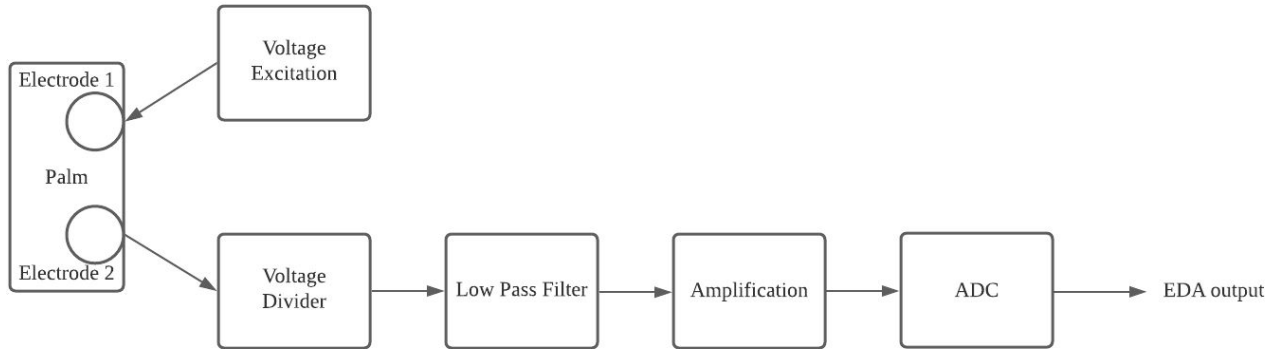 Voltage
Excitation
Electrode 1
Palm
Electrode 2
Voltage
Divider
Low Pass Filter
Amplification
ADC
EDA output